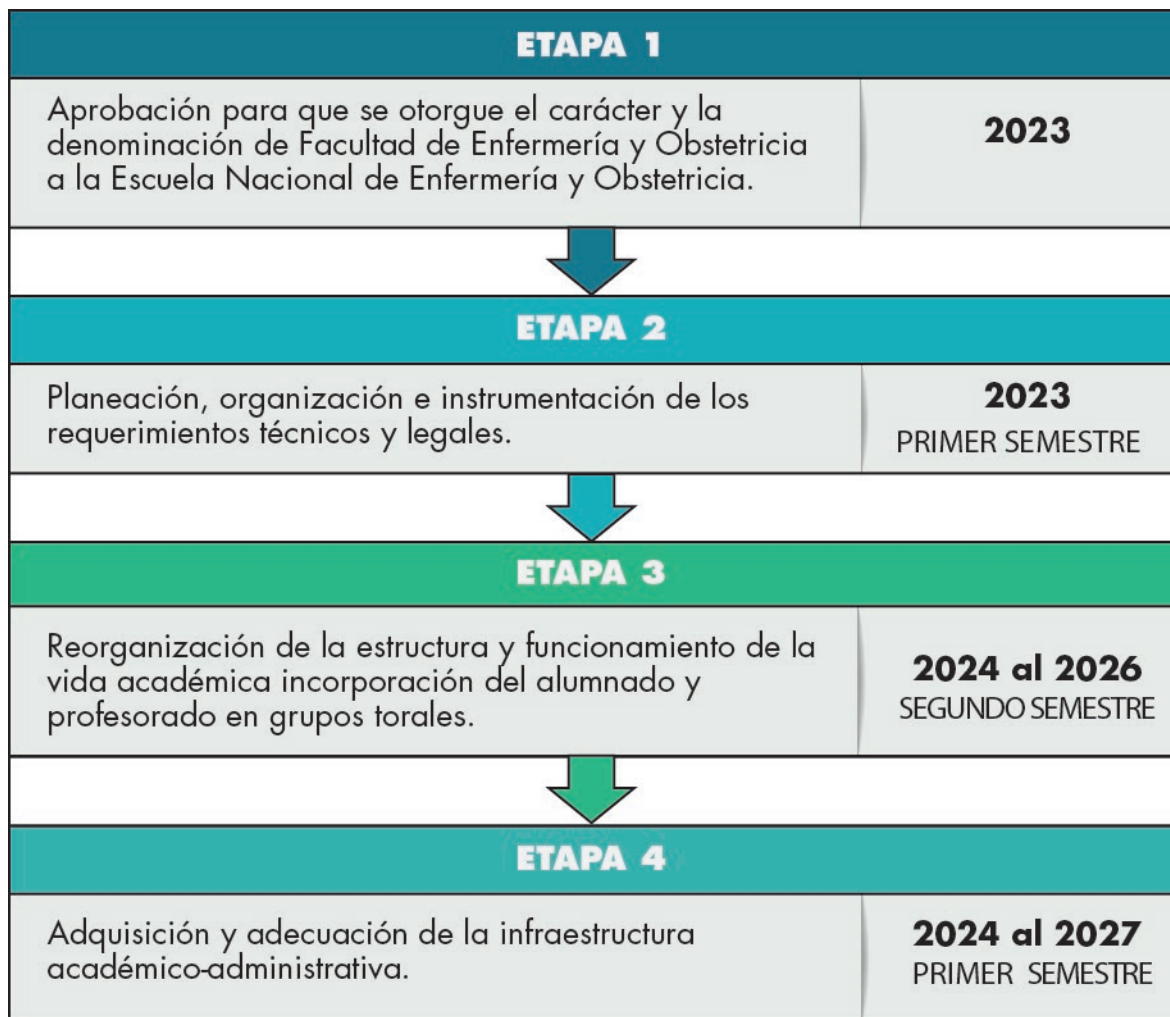 ETAPA 1
Aprobación para que se otorgue el carácter y la
denominación de Facultad de Enfermería y Obstetricia
a la Escuela Nacional de Enfermería y Obstetricia.
2023
ETAPA 2
Planeación, organización e instrumentación de los
requerimientos técnicos y legales.
2023
PRIMER SEMESTRE
ETAPA 3
Reorganización de la estructura y funcionamiento de la
vida académica incorporación del alumnado y
profesorado en grupos torales.
2024 al 2026
SEGUNDO SEMESTRE
ETAPA 4
Adquisición y adecuación de la infraestructura
académico-administrativa.
2024 al 2027
PRIMER SEMESTRE